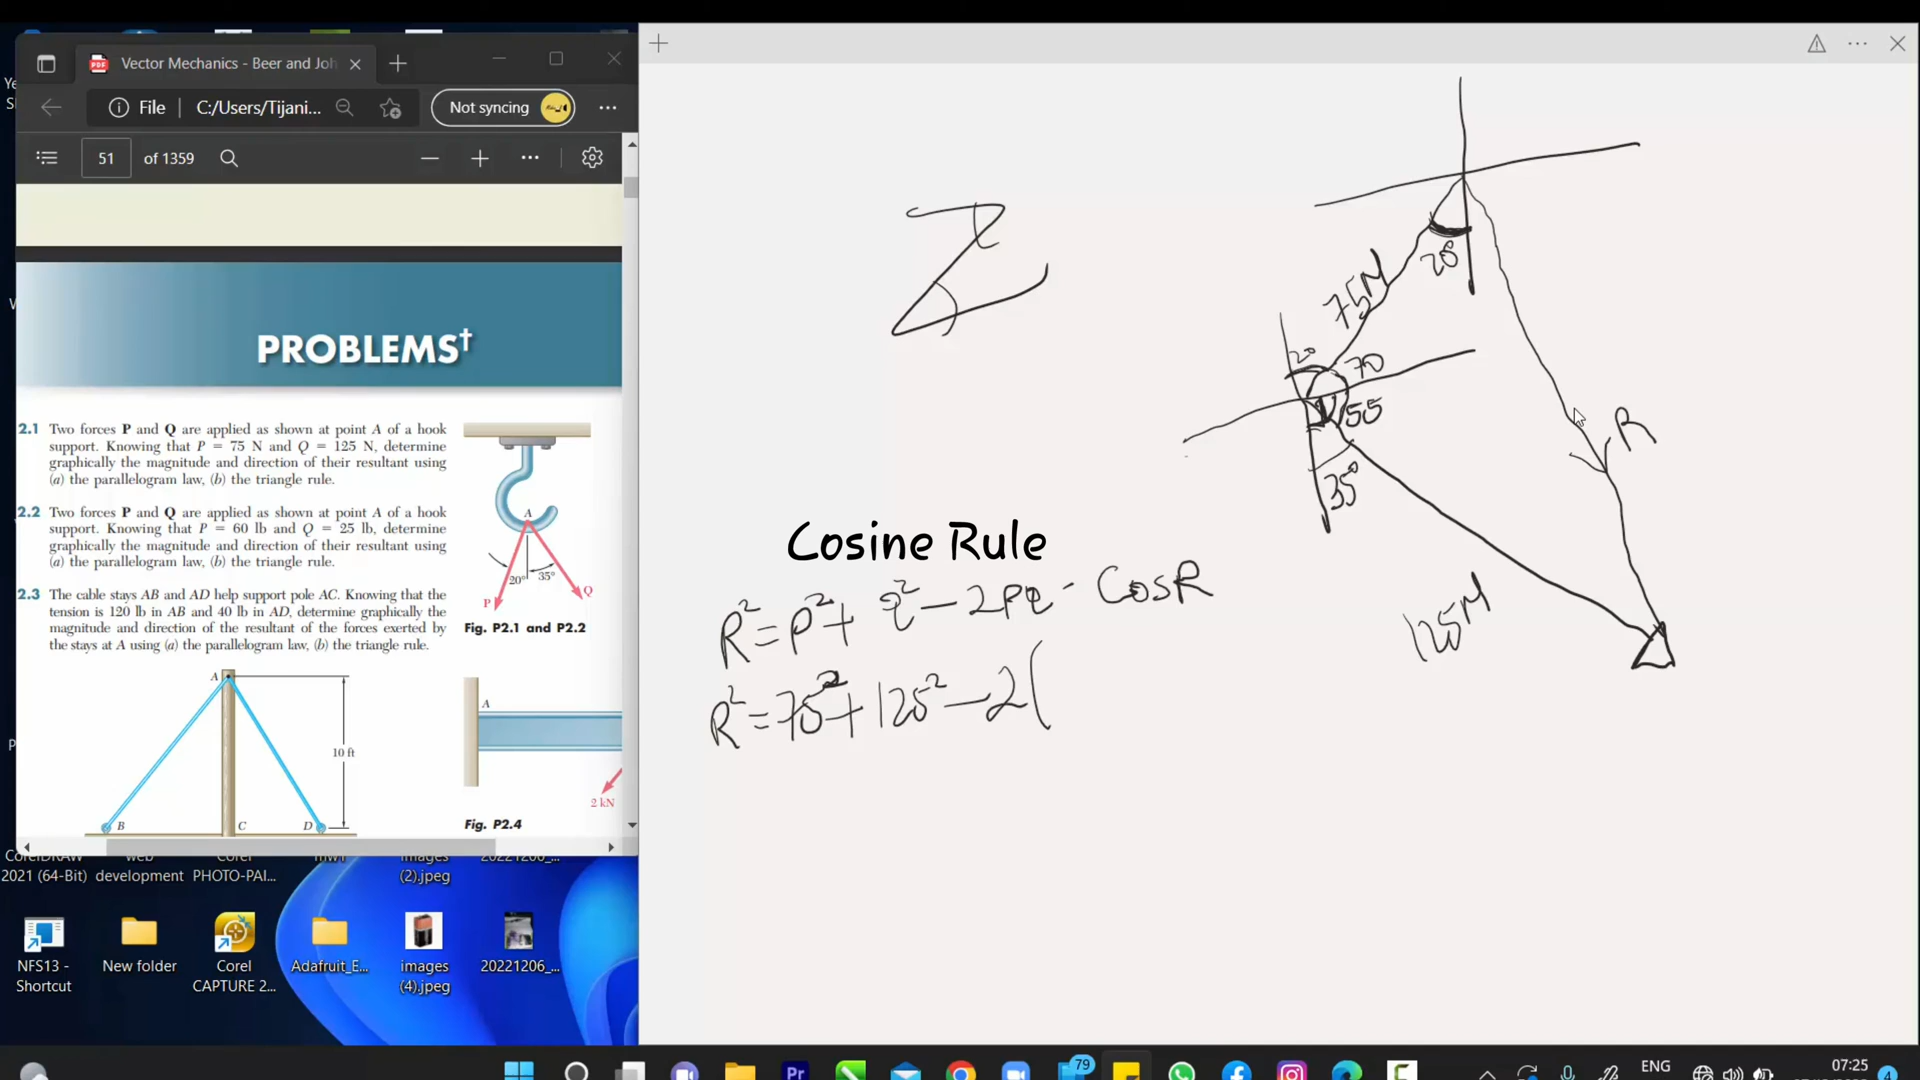 Vector Mechanics - Beer and Joh
File
C:/Users/Tijani...
Not syncing
51 of 1359
PROBLEMS†
2.1 Two forces P and Q are applied as shown at point A of a hook
support. Knowing that P = 75 N and Q = 125 N, determine
graphically the magnitude and direction of their resultant using
(a) the parallelogram law, (b) the triangle rule.
2.2 Two forces P and Q are applied as shown at point A of a hook
support. Knowing that P = 60 lb and Q = 25 lb, determine
graphically the magnitude and direction of their resultant using
(a) the parallelogram law, (b) the triangle rule.
2.3 The cable stays AB and AD help support pole AC. Knowing that the
tension is 120 lb in AB and 40 lb in AD, determine graphically the
magnitude and direction of the resultant of the forces exerted by
the stays at A using (a) the parallelogram law, (b) the triangle rule.
A
20° 35°
P
Q
Fig. P2.1 and P2.2
A
10 ft
B
C
D
A
2 kN
Fig. P2.4
CorelDRAW
2021 (64-Bit)
web
development
Corel
PHOTO-PAI...
images
(2).jpeg
20221206_...
NFS13 -
Shortcut
New folder
Corel
CAPTURE 2...
Adafruit_E...
images
(4).jpeg
20221206_...
20°
75N
20
70
55
35°
R
125N
Cosine Rule
R² = P² + q² - 2Pq · CosR
R² = 75² + 125² - 2(
79
ENG
07:25
4